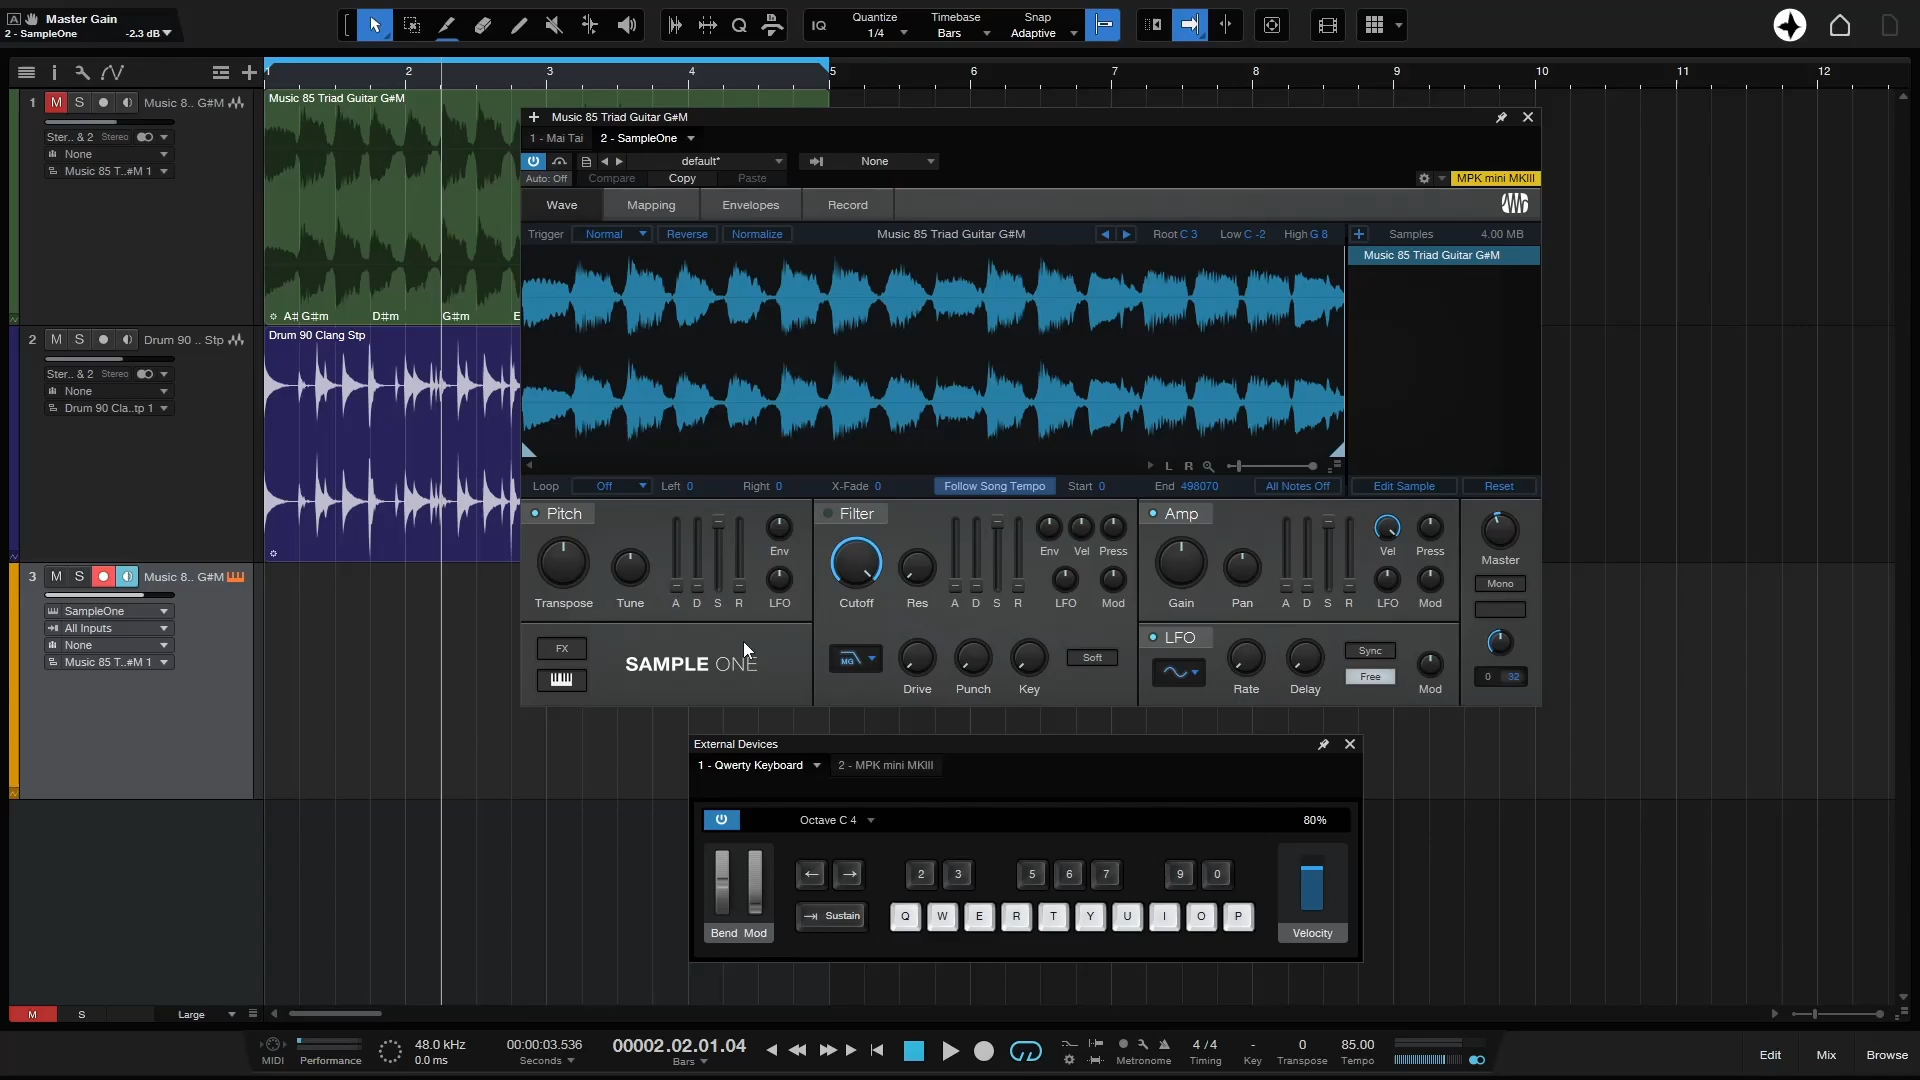 A Master Gain
2 - SampleOne -2.3 dB
IQ Quantize Timebase Snap
1/4 Bars Adaptive
1 2 3 4 5 6 7 8 9 10 11 12
1 M S Music 8.. G#M
Ster.. & 2 Stereo
None
Music 85 T..#M 1
Music 85 Triad Guitar G#M
A# G#m D#m G#m E
2 M S Drum 90 .. Stp
Ster.. & 2 Stereo
None
Drum 90 Cla..tp 1
Drum 90 Clang Stp
3 M S Music 8.. G#M
SampleOne
All Inputs
None
Music 85 T..#M 1
Music 85 Triad Guitar G#M
1 - Mai Tai 2 - SampleOne
default* None
Auto: Off Compare Copy Paste MPK mini MKIII
Wave Mapping Envelopes Record
Trigger Normal Reverse Normalize Music 85 Triad Guitar G#M Root C 3 Low C -2 High G 8 Samples 4.00 MB
Music 85 Triad Guitar G#M
L R
Loop Off Left 0 Right 0 X-Fade 0 Follow Song Tempo Start 0 End 498070 All Notes Off Edit Sample Reset
Pitch Filter Amp
Env Env Vel Press Vel Press Master
Mono
Transpose Tune A D S R LFO Cutoff Res A D S R LFO Mod Gain Pan A D S R LFO Mod
LFO
FX SAMPLE ONE MG Soft Sync
Free 0 32
Drive Punch Key Rate Delay Mod
External Devices
1 - Qwerty Keyboard 2 - MPK mini MKIII
Octave C 4 80%
2 3 5 6 7 9 0
Sustain Q W E R T Y U I O P
Bend Mod Velocity
M S Large
MIDI Performance 48.0 kHz
0.0 ms 00:00:03.536
Seconds 00002.02.01.04
Bars Metronome 4 / 4
Timing -
Key 0
Transpose 85.00
Tempo Edit Mix Browse